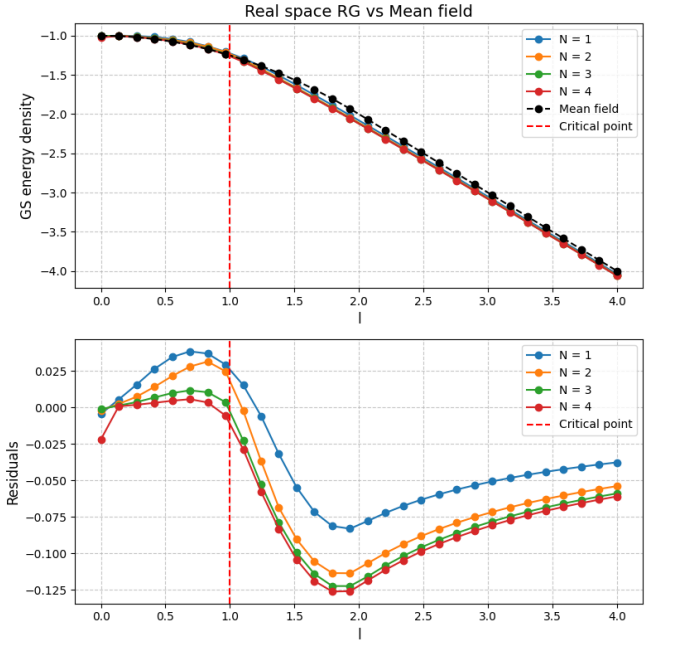 Real space RG vs Mean field
GS energy density
−1.0
−1.5
−2.0
−2.5
−3.0
−3.5
−4.0
N = 1
N = 2
N = 3
N = 4
Mean field
Critical point
0.0 0.5 1.0 1.5 2.0 2.5 3.0 3.5 4.0
l
Residuals
0.025
0.000
−0.025
−0.050
−0.075
−0.100
−0.125
N = 1
N = 2
N = 3
N = 4
Critical point
0.0 0.5 1.0 1.5 2.0 2.5 3.0 3.5 4.0
l